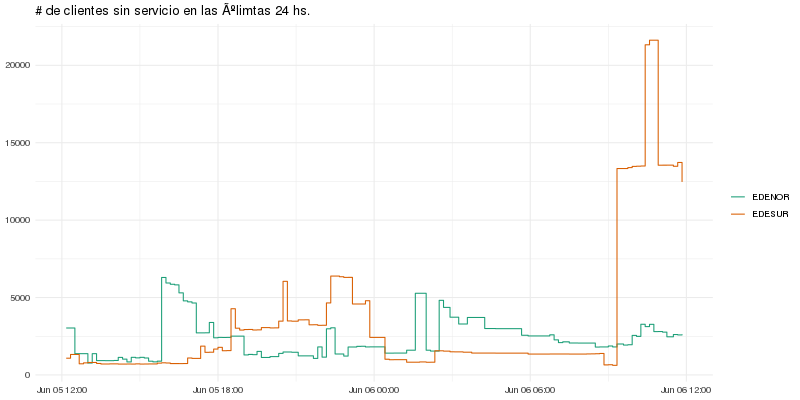 # de clientes sin servicio en las Ãºlimtas 24 hs.
20000
15000
10000
5000
0
Jun 05 12:00
Jun 05 18:00
Jun 06 00:00
Jun 06 06:00
Jun 06 12:00
EDENOR
EDESUR